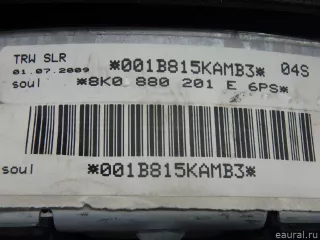 TRW SLR *001B815KAMB3* 04S
01.07.2009
soul *8K0 880 201 E 6PS*
soul *001B815KAMB3*
eaural.ru